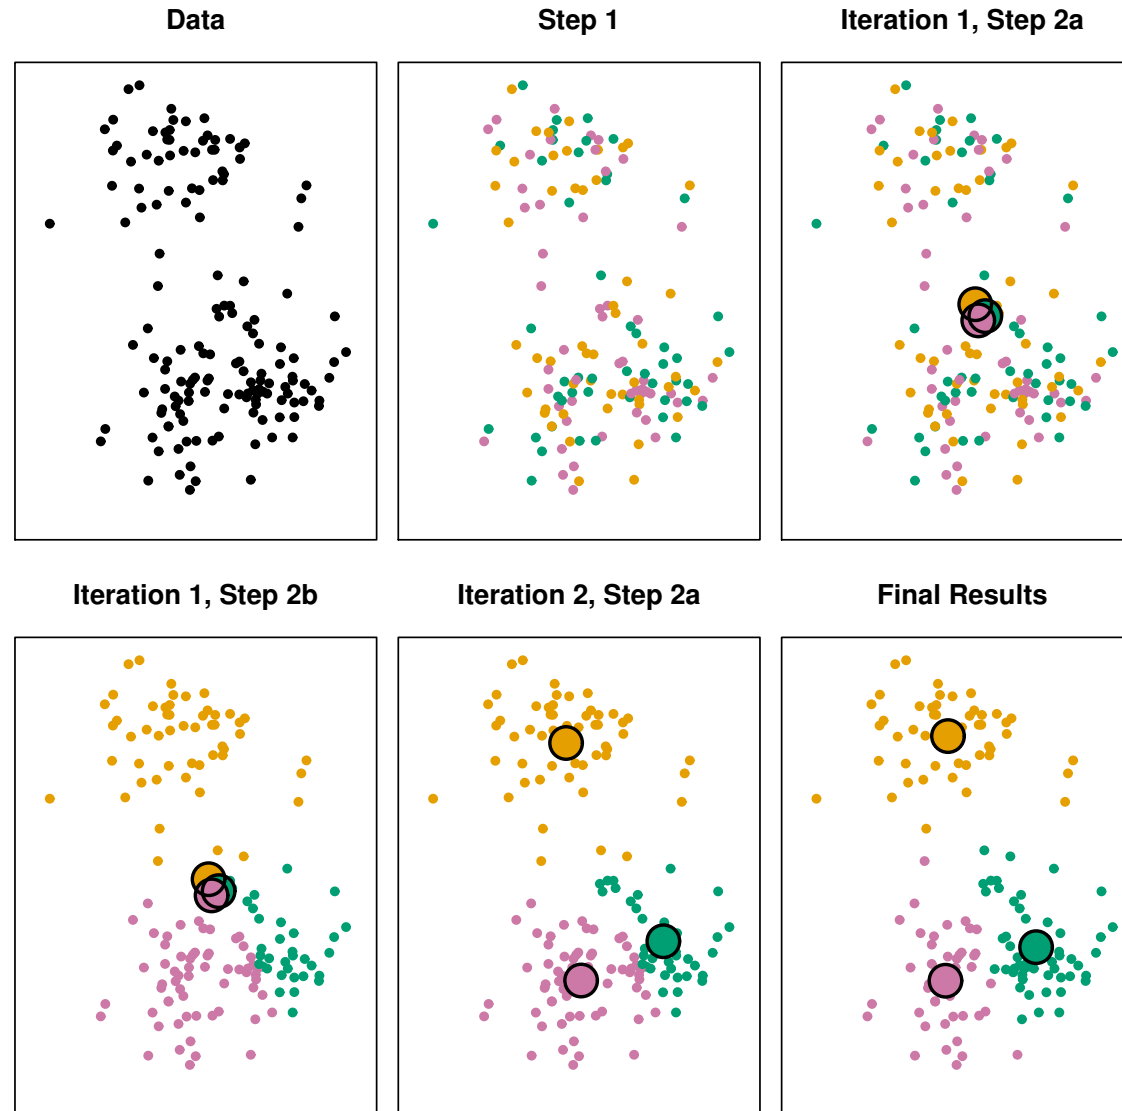 Data
Step 1
Iteration 1, Step 2a
Iteration 1, Step 2b
Iteration 2, Step 2a
Final Results